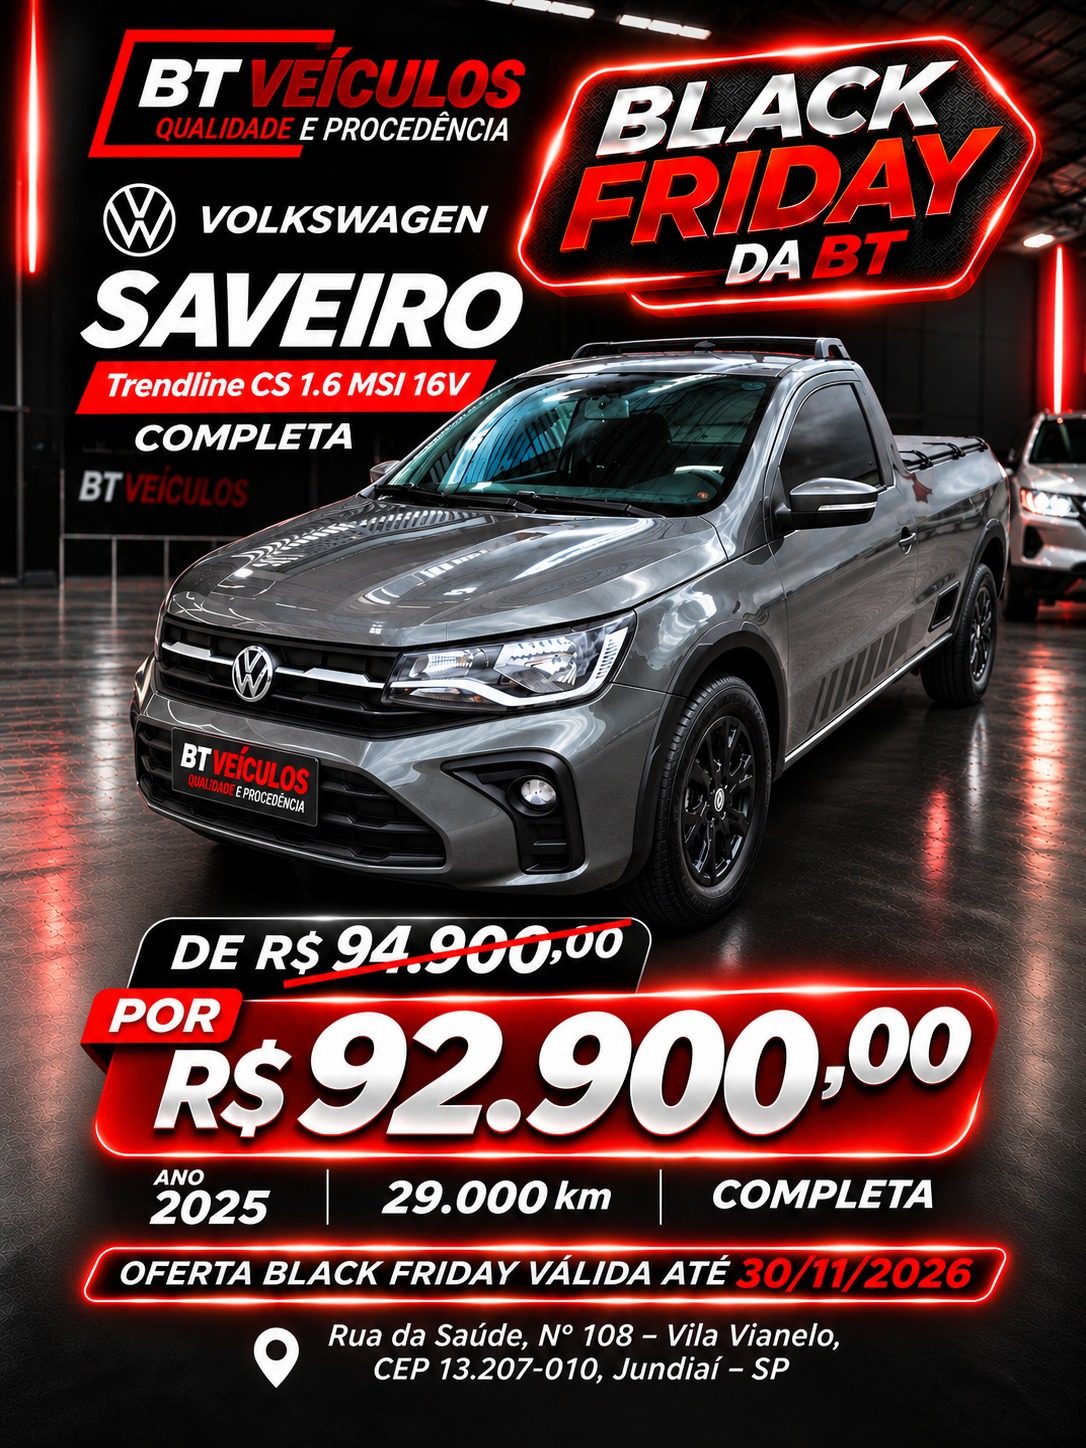 BT VEÍCULOS
QUALIDADE E PROCEDÊNCIA
BLACK
FRIDAY
DA BT
VOLKSWAGEN
SAVEIRO
Trendline CS 1.6 MSI 16V
COMPLETA
BT VEÍCULOS
BT VEÍCULOS
QUALIDADE E PROCEDÊNCIA
DE R$ 94.900,00
POR
R$ 92.900,00
ANO
2025
29.000 km
COMPLETA
OFERTA BLACK FRIDAY VÁLIDA ATÉ 30/11/2026
Rua da Saúde, Nº 108 – Vila Vianelo,
CEP 13.207-010, Jundiaí – SP